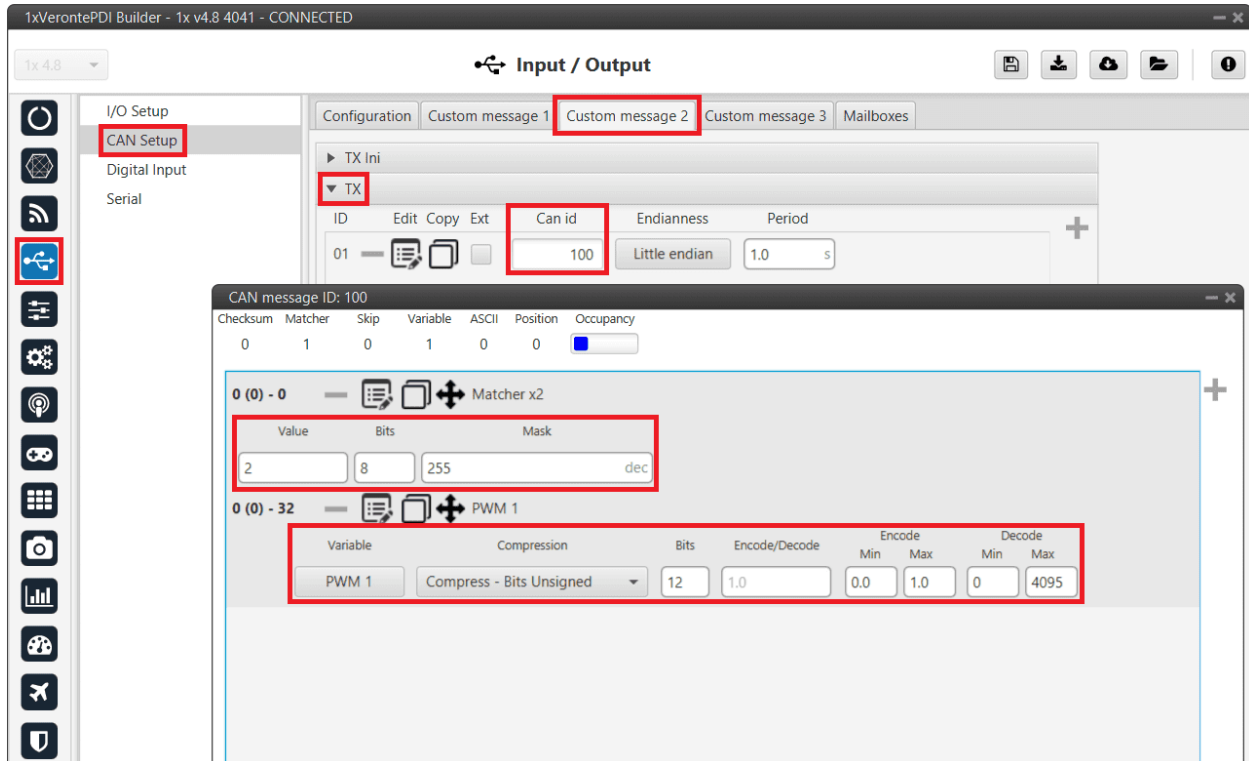 1xVerontePDI Builder - 1x v4.8 4041 - CONNECTED
1x 4.8
Input / Output
I/O Setup
CAN Setup
Digital Input
Serial
Configuration Custom message 1 Custom message 2 Custom message 3 Mailboxes
TX Ini
TX
ID Edit Copy Ext Can id Endianness Period
01 100 Little endian 1.0 s
CAN message ID: 100
Checksum Matcher Skip Variable ASCII Position Occupancy
0 1 0 1 0 0
0 (0) - 0 Matcher x2
Value Bits Mask
2 8 255 dec
0 (0) - 32 PWM 1
Variable Compression Bits Encode/Decode Encode Decode
Min Max Min Max
PWM 1 Compress - Bits Unsigned 12 1.0 0.0 1.0 0 4095